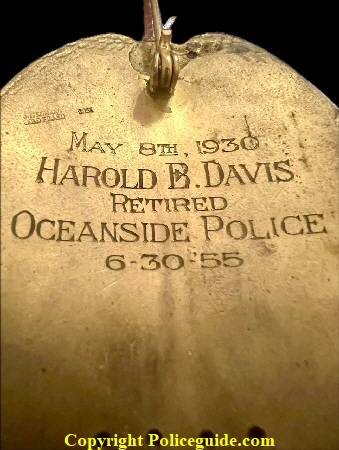 MAY 8TH, 1930
HAROLD B. DAVIS
RETIRED
OCEANSIDE POLICE
6-30-55
Copyright Policeguide.com